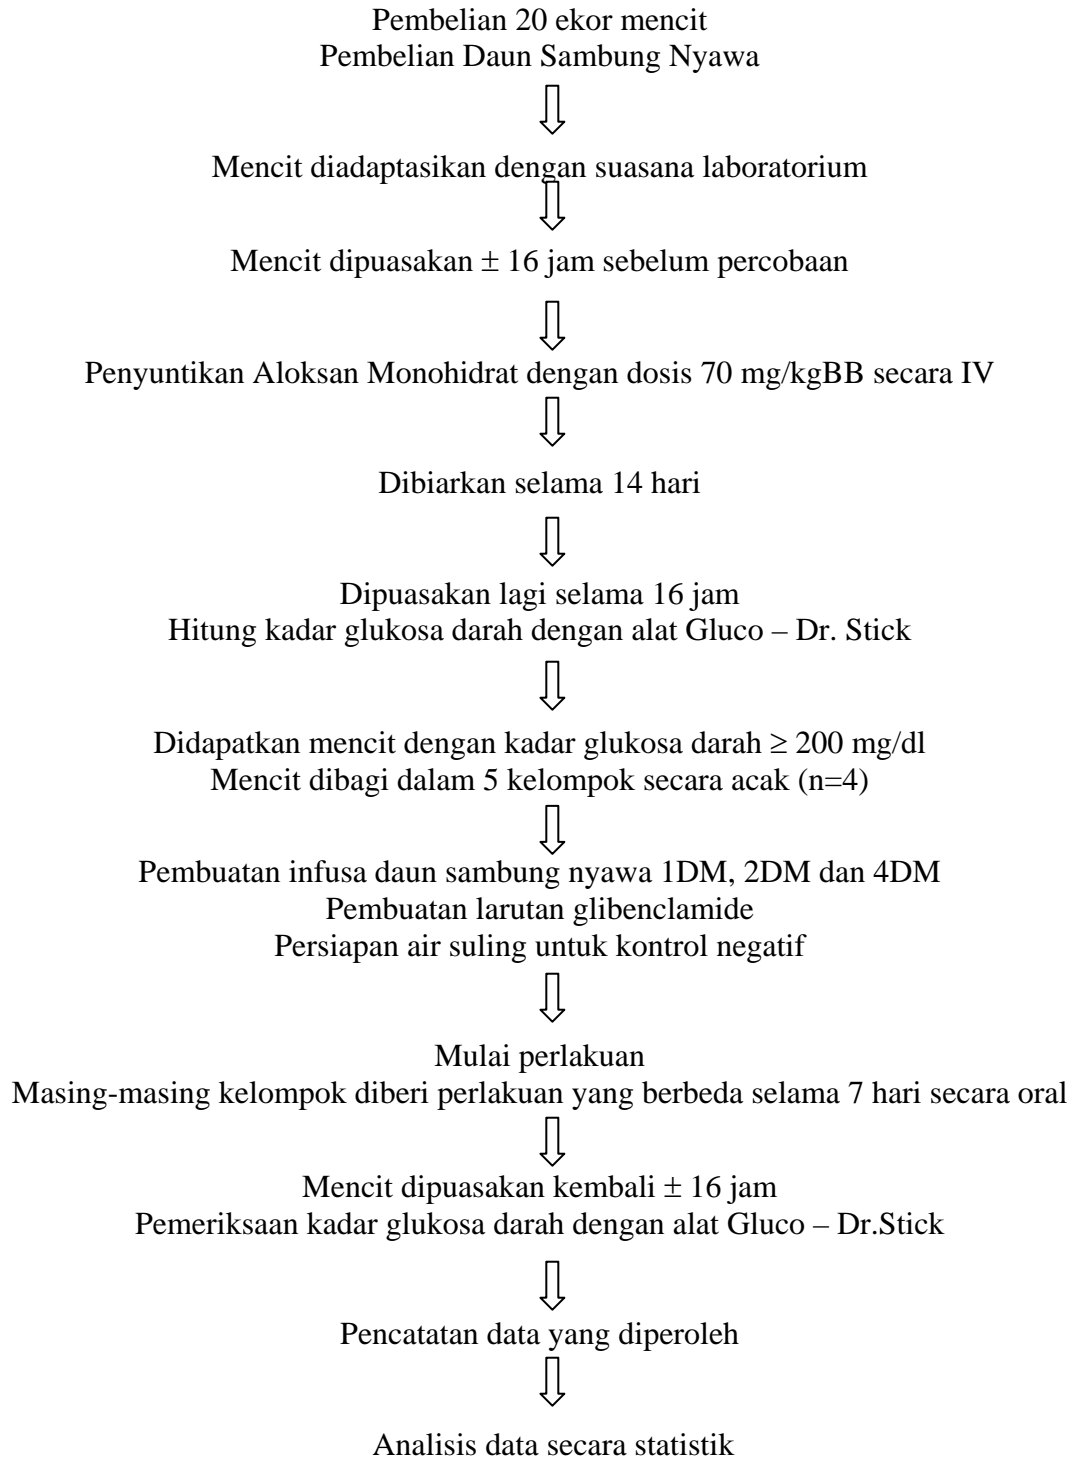 Pembelian 20 ekor mencit
Pembelian Daun Sambung Nyawa
Mencit diadaptasikan dengan suasana laboratorium
Mencit dipuasakan ± 16 jam sebelum percobaan
Penyuntikan Aloksan Monohidrat dengan dosis 70 mg/kgBB secara IV
Dibiarkan selama 14 hari
Dipuasakan lagi selama 16 jam
Hitung kadar glukosa darah dengan alat Gluco – Dr. Stick
Didapatkan mencit dengan kadar glukosa darah ≥ 200 mg/dl
Mencit dibagi dalam 5 kelompok secara acak (n=4)
Pembuatan infusa daun sambung nyawa 1DM, 2DM dan 4DM
Pembuatan larutan glibenclamide
Persiapan air suling untuk kontrol negatif
Mulai perlakuan
Masing-masing kelompok diberi perlakuan yang berbeda selama 7 hari secara oral
Mencit dipuasakan kembali ± 16 jam
Pemeriksaan kadar glukosa darah dengan alat Gluco – Dr.Stick
Pencatatan data yang diperoleh
Analisis data secara statistik